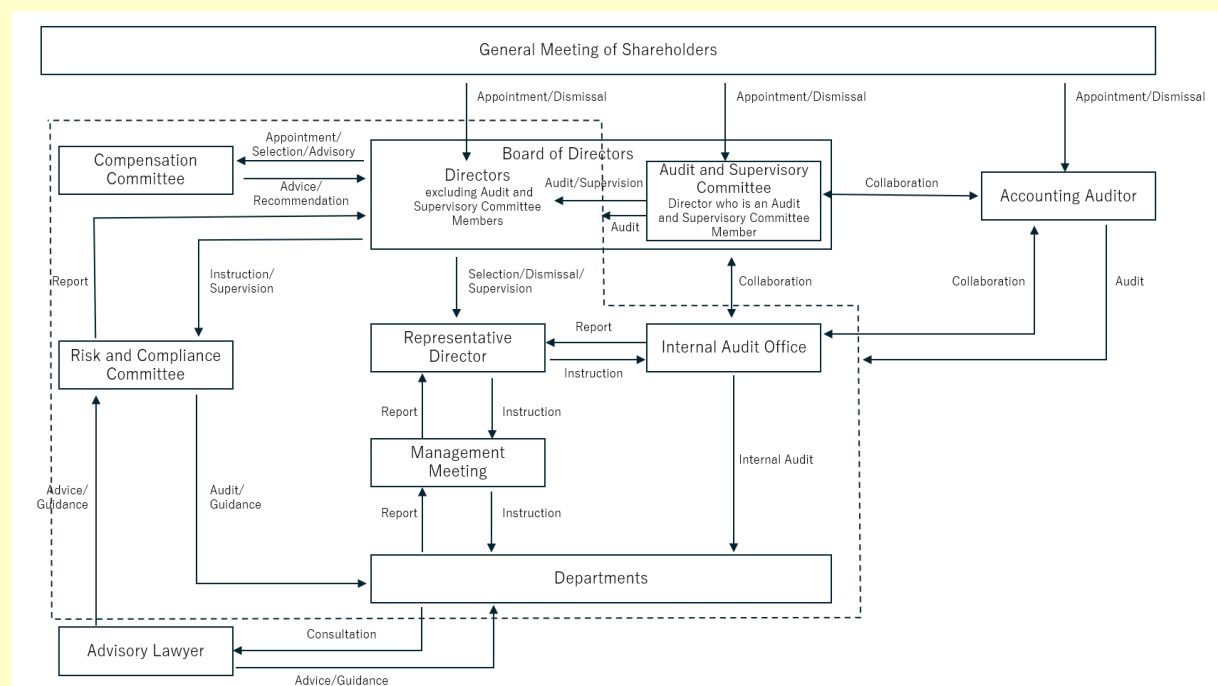 General Meeting of Shareholders
Appointment/Dismissal
Appointment/Dismissal
Appointment/Dismissal
Compensation
Committee
Appointment/
Selection/Advisory
Advice/
Recommendation
Board of Directors
Directors
excluding Audit and
Supervisory Committee
Members
Audit/Supervision
Audit
Audit and Supervisory
Committee
Director who is an Audit
and Supervisory Committee
Member
Collaboration
Accounting Auditor
Report
Instruction/
Supervision
Selection/Dismissal/
Supervision
Collaboration
Collaboration
Audit
Risk and Compliance
Committee
Representative
Director
Report
Instruction
Internal Audit Office
Report
Instruction
Management
Meeting
Internal Audit
Advice/
Guidance
Audit/
Guidance
Report
Instruction
Departments
Advisory Lawyer
Consultation
Advice/Guidance